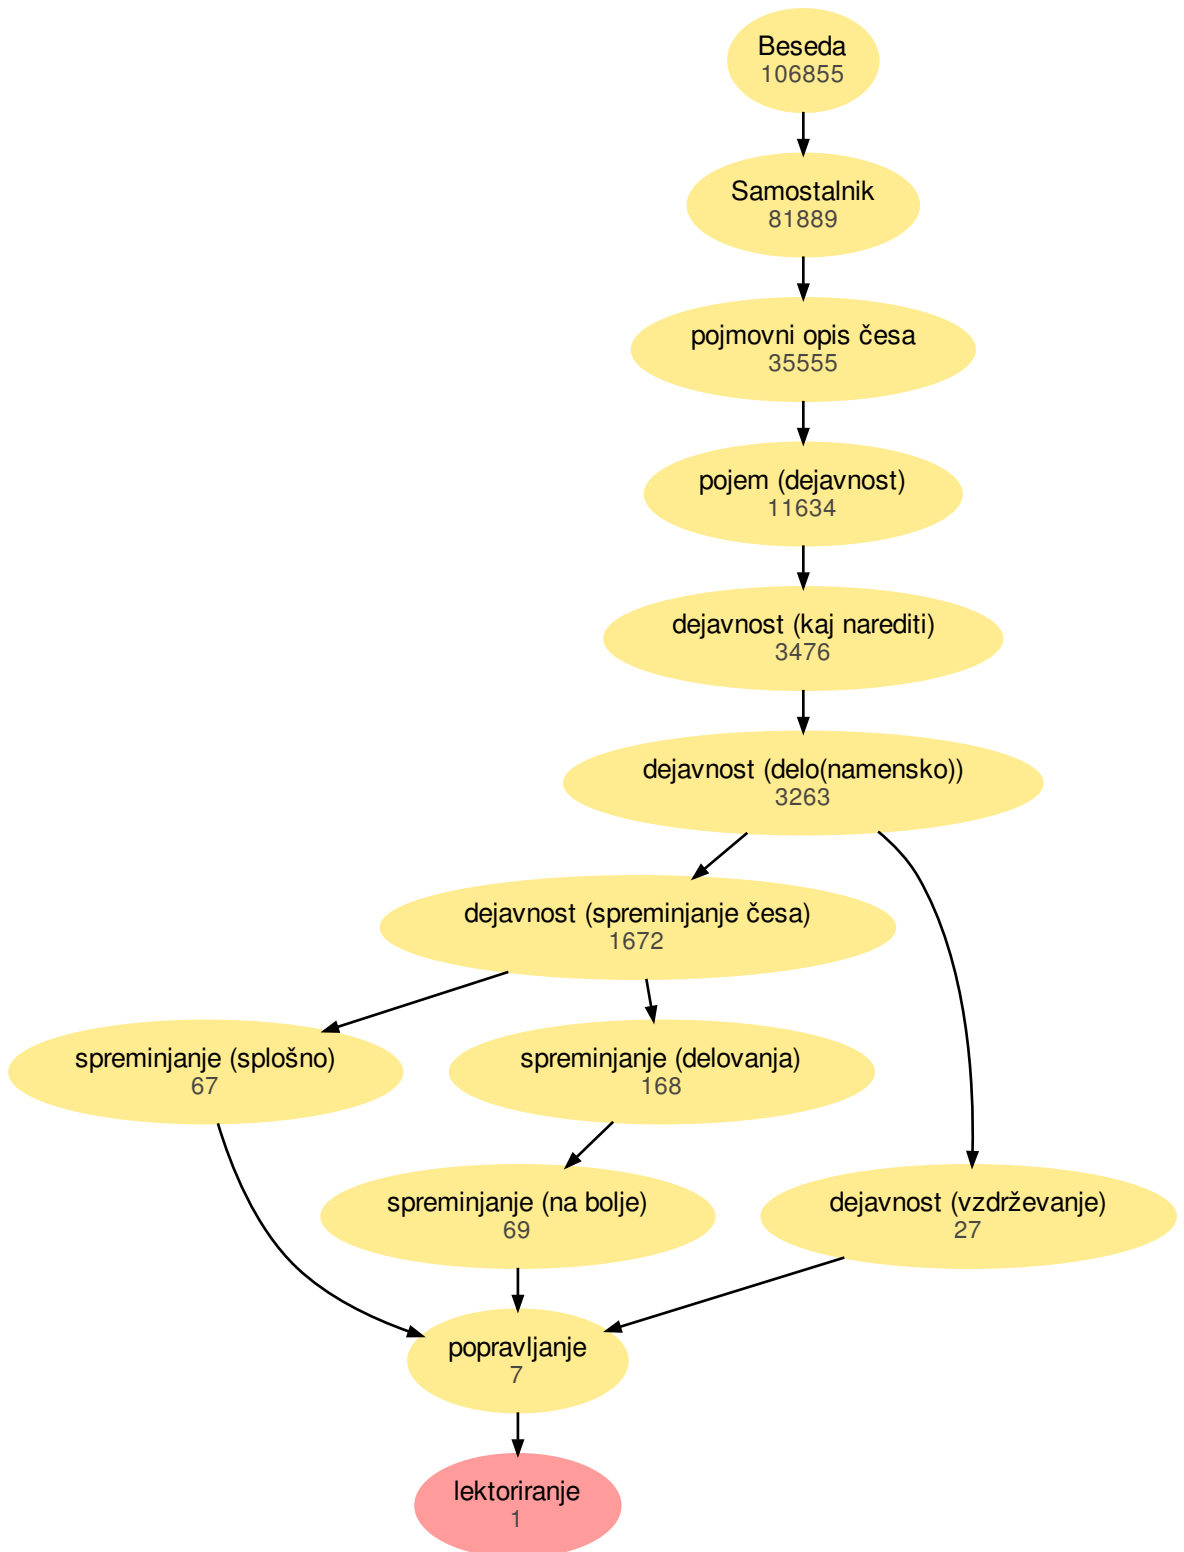 Beseda
106855
Samostalnik
81889
pojmovni opis česa
35555
pojem (dejavnost)
11634
dejavnost (kaj narediti)
3476
dejavnost (delo(namensko))
3263
dejavnost (spreminjanje česa)
1672
spreminjanje (splošno)
67
spreminjanje (delovanja)
168
spreminjanje (na bolje)
69
dejavnost (vzdrževanje)
27
popravljanje
7
lektoriranje
1